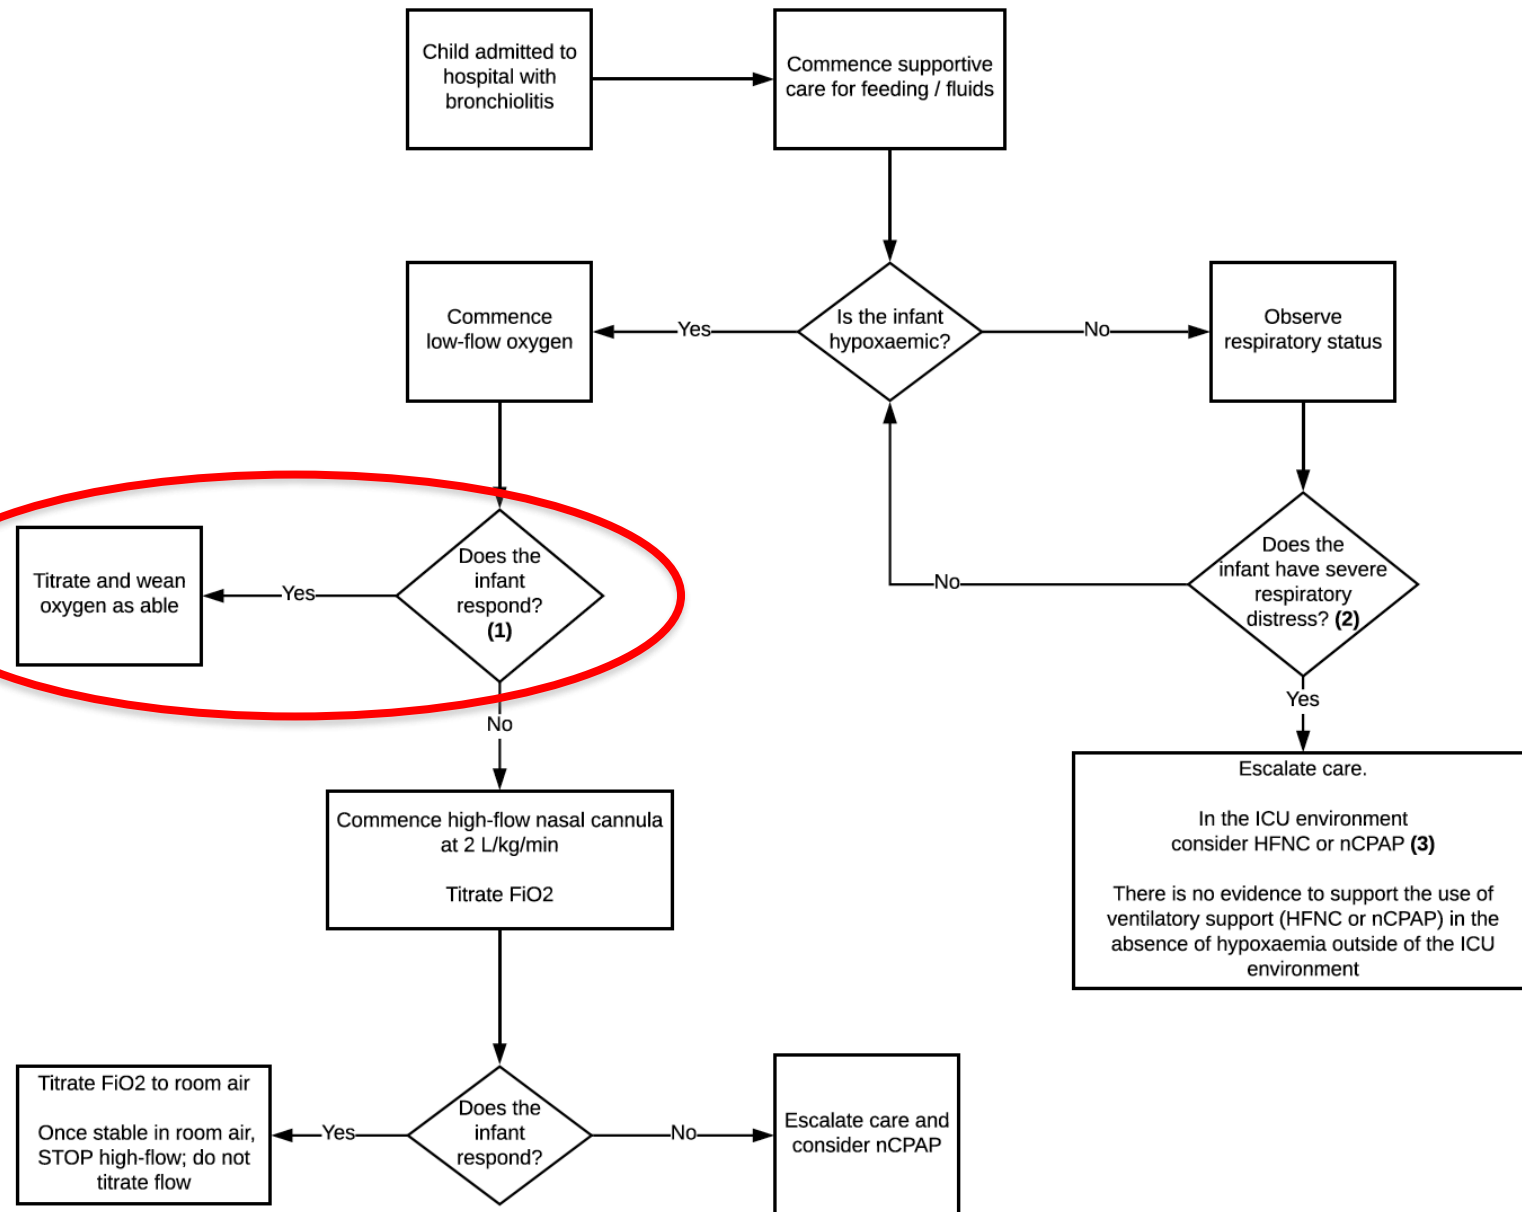 Child admitted to
hospital with
bronchiolitis
Commence supportive
care for feeding / fluids
Commence
low-flow oxygen
Yes
Is the infant
hypoxaemic?
No
Observe
respiratory status
Titrate and wean
oxygen as able
Yes
Does the
infant
respond?
(1)
No
Does the
infant have severe
respiratory
distress? (2)
No
Yes
Commence high-flow nasal cannula
at 2 L/kg/min
Titrate FiO2
Escalate care.
In the ICU environment
consider HFNC or nCPAP (3)
There is no evidence to support the use of
ventilatory support (HFNC or nCPAP) in the
absence of hypoxaemia outside of the ICU
environment
Titrate FiO2 to room air
Once stable in room air,
STOP high-flow; do not
titrate flow
Yes
Does the
infant
respond?
No
Escalate care and
consider nCPAP